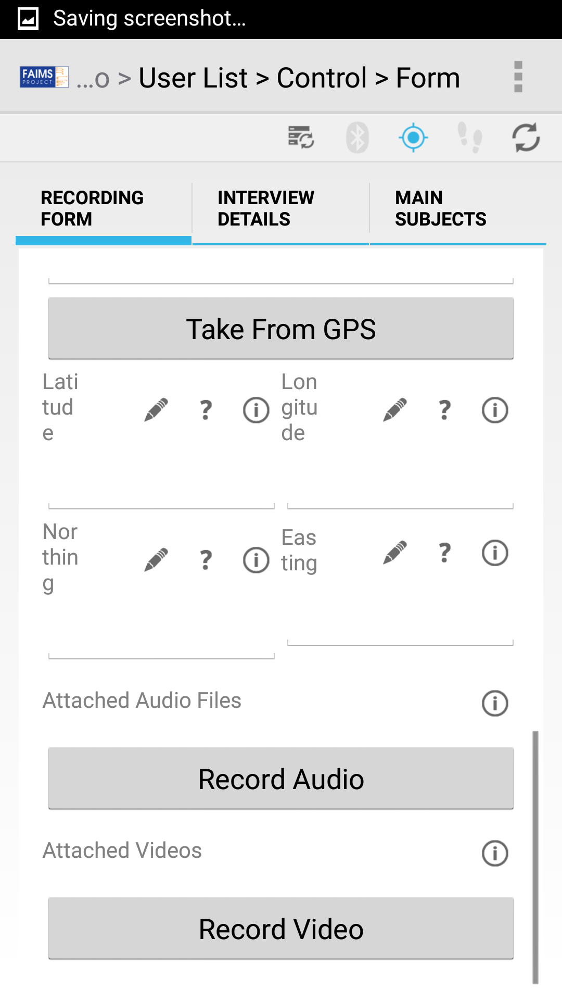 Saving screenshot...
FAIMS
PROJECT
...o > User List > Control > Form
RECORDING
FORM
INTERVIEW
DETAILS
MAIN
SUBJECTS
Take From GPS
Lati
tud
e
?
Lon
gitu
de
?
Nor
thin
g
?
Eas
ting
?
Attached Audio Files
Record Audio
Attached Videos
Record Video